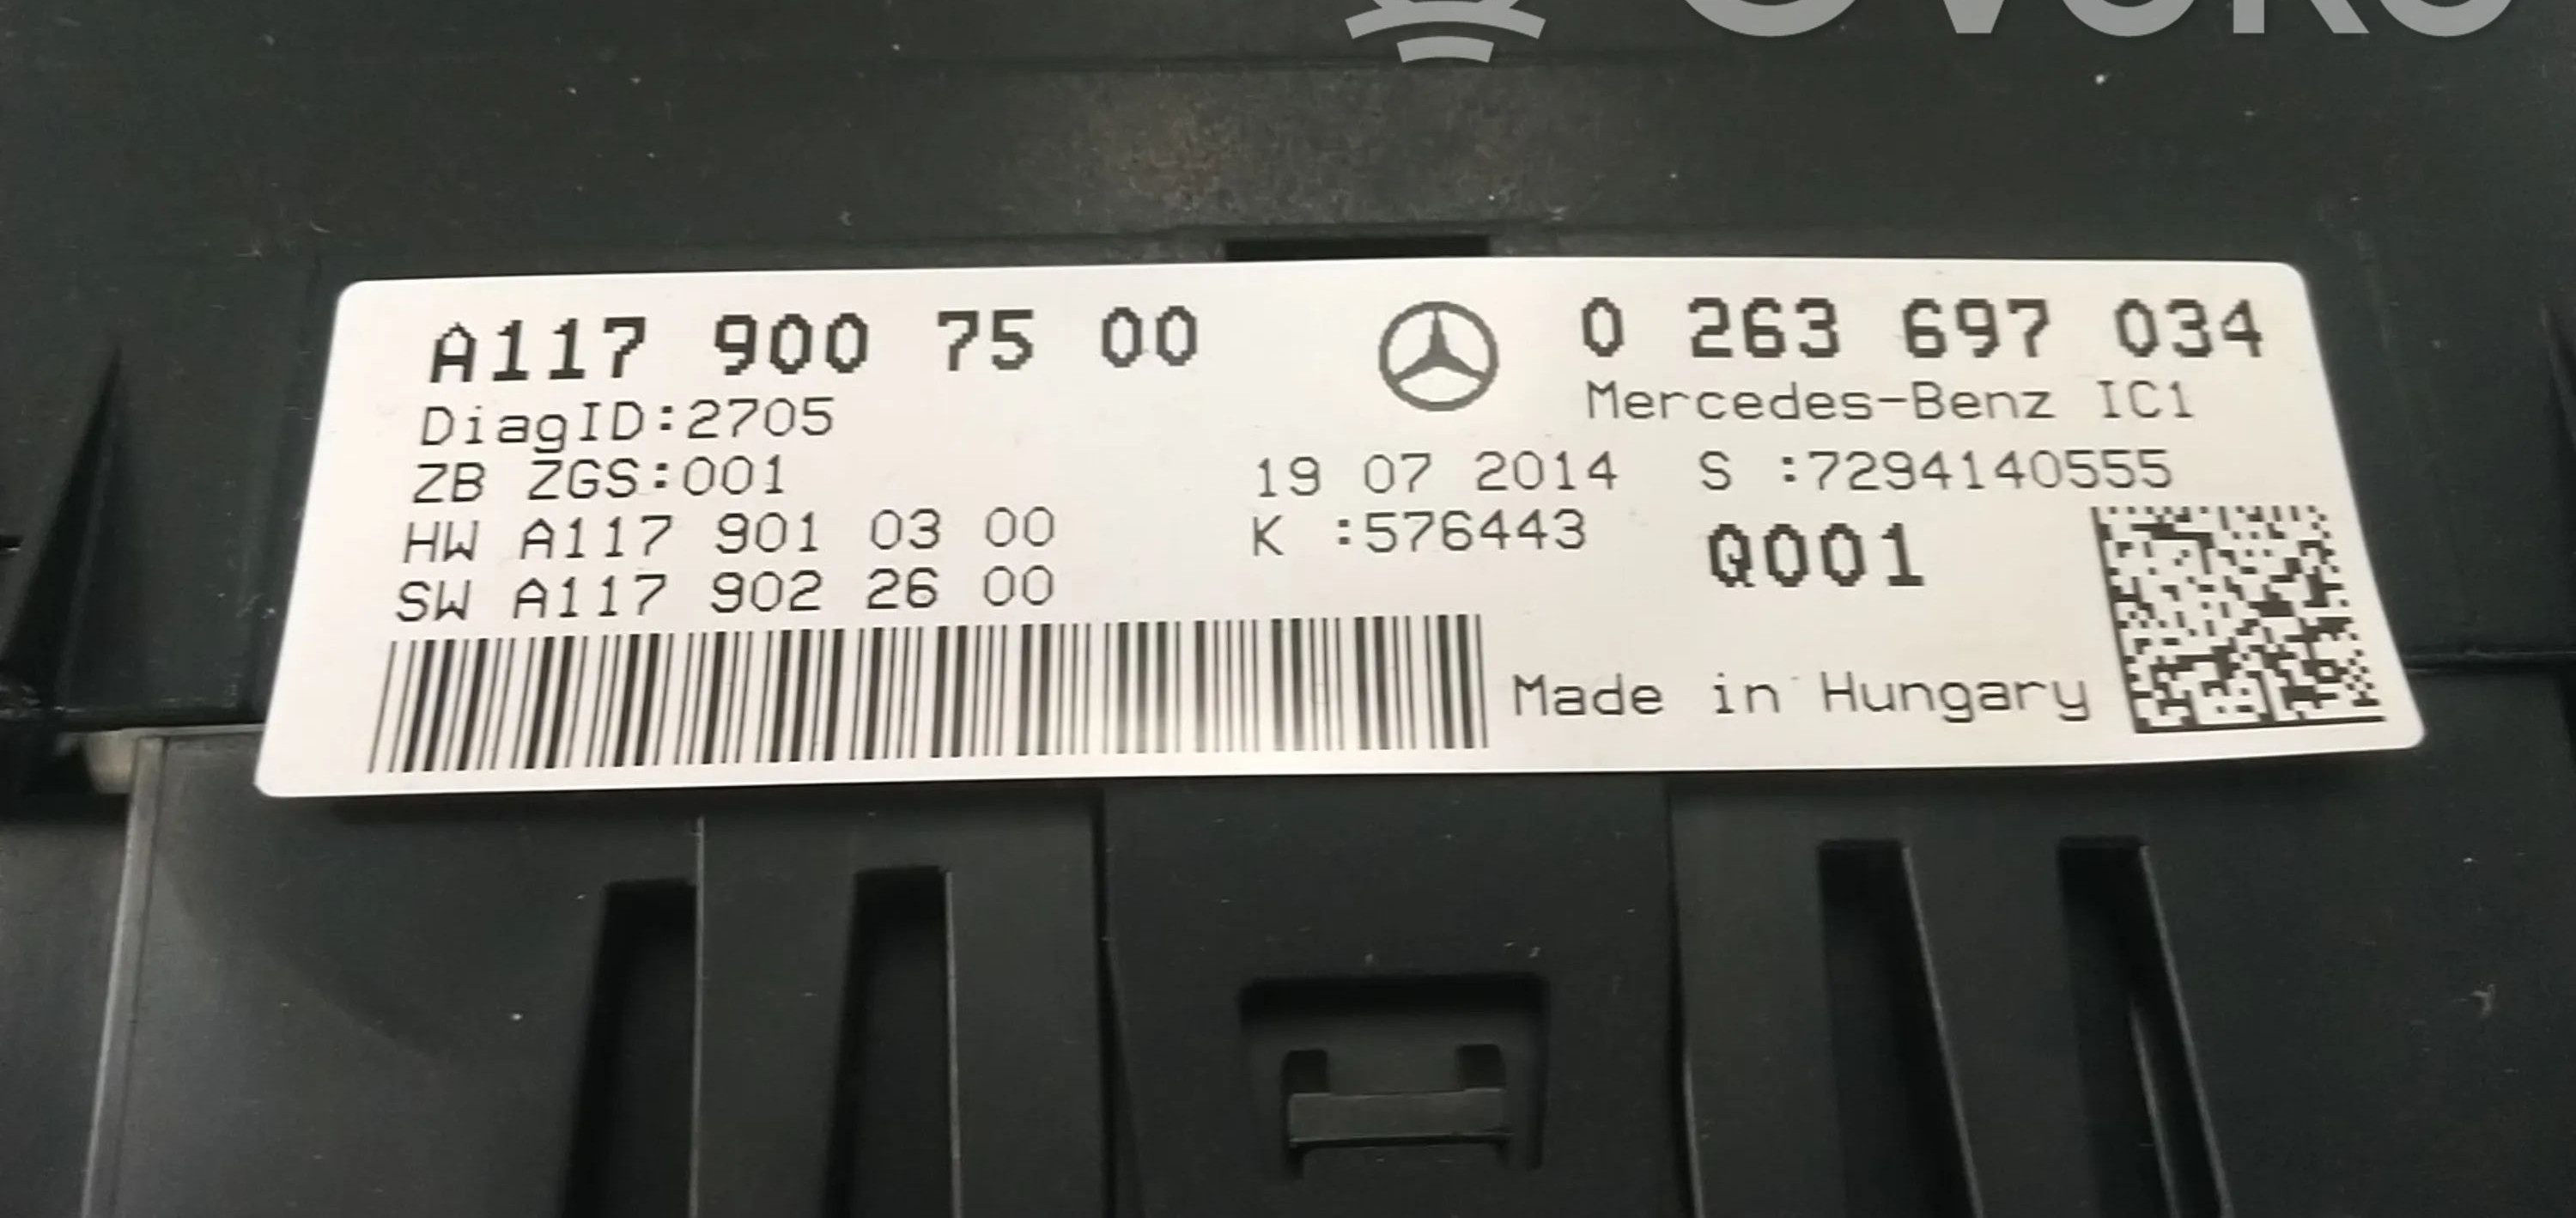 A117 900 75 00
DiagID:2705
ZB ZGS:001
HW A117 901 03 00
SW A117 902 26 00
0 263 697 034
Mercedes-Benz IC1
19 07 2014 S :7294140555
K :576443
Q001
Made in Hungary